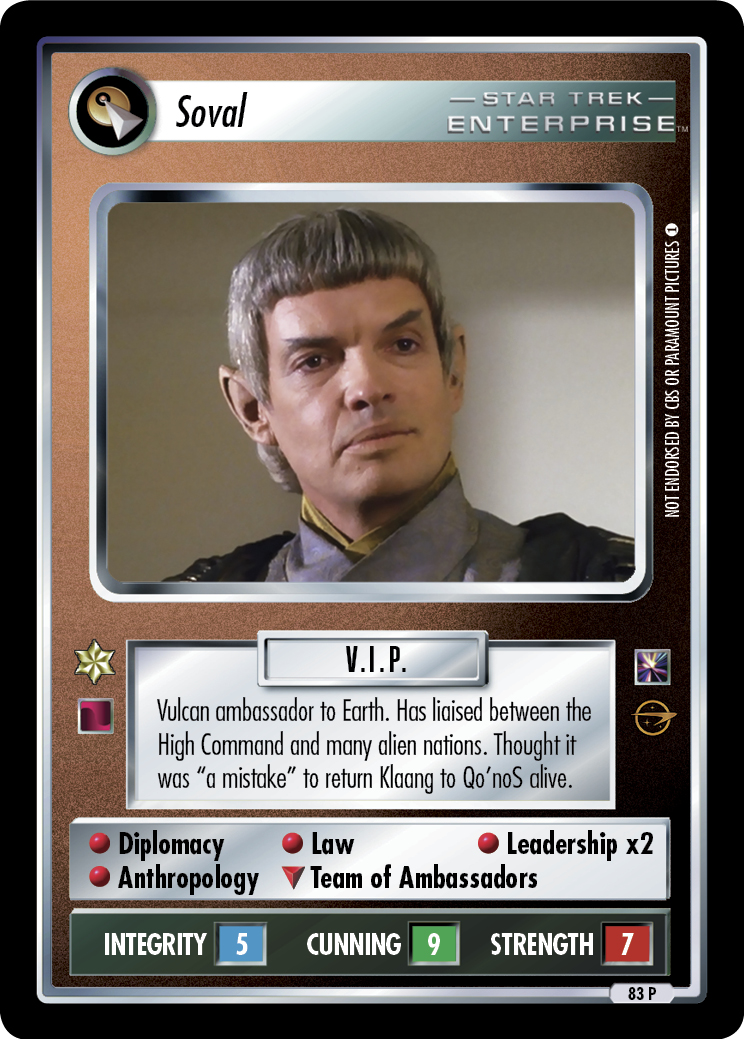 Soval
STAR TREK
ENTERPRISE™
NOT ENDORSED BY CBS OR PARAMOUNT PICTURES 1
V.I.P.
Vulcan ambassador to Earth. Has liaised between the
High Command and many alien nations. Thought it
was “a mistake” to return Klaang to Qo’noS alive.
Diplomacy Law Leadership x2
Anthropology Team of Ambassadors
INTEGRITY 5 CUNNING 9 STRENGTH 7
83 P